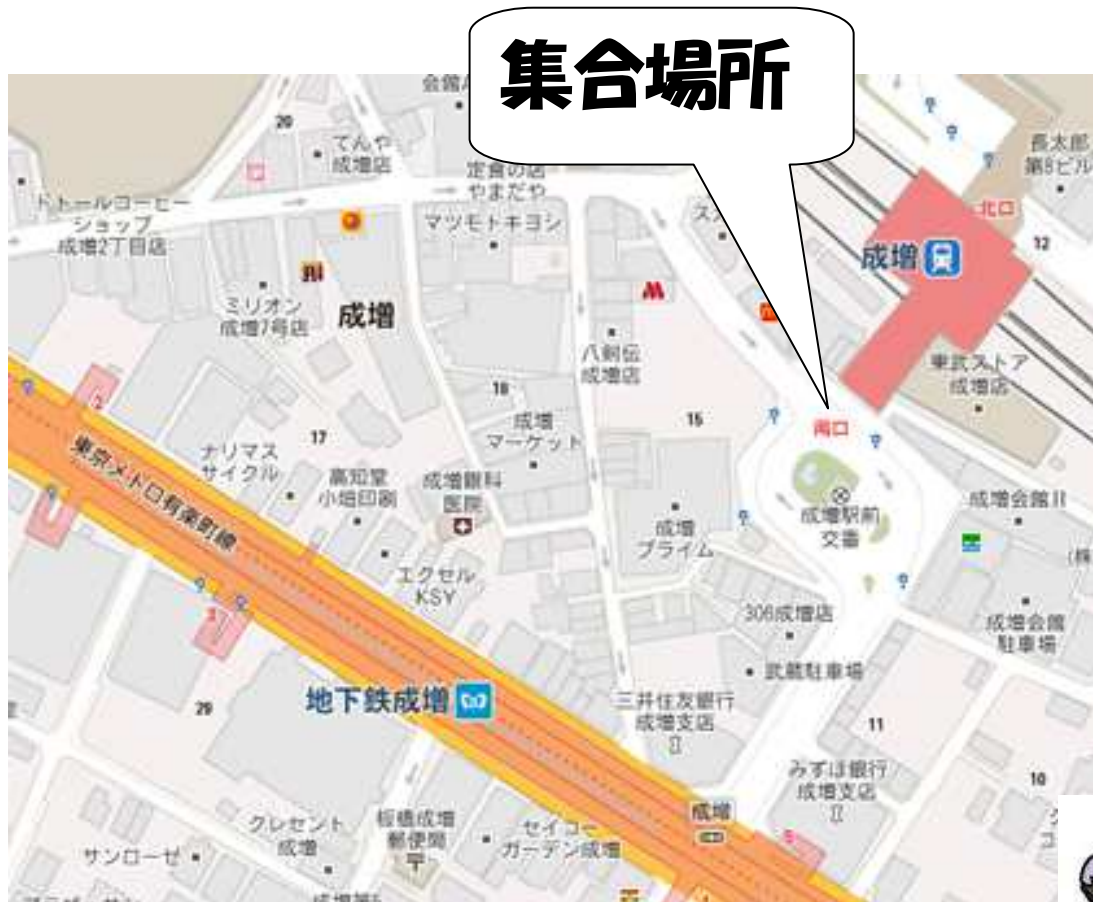 集合場所
会館
20
てんや
成増店
定食の店
やまだや
長太郎
第8ビル
ドトールコーヒー
ショップ
成増2丁目店
マツモトキヨシ
北口
12
成増
ミリオン
成増7号店
成増
八剣伝
成増店
東武ストア
成増店
2
18
成増
マーケット
15
南口
東京メトロ有楽町線
17
ナリマス
サイクル
高知堂
小畑印刷
成増眼科
医院
成増
プライム
成増駅前
交番
成増会館II
(株
エクセル
KSY
306成増店
成増会館
駐車場
3
武蔵駐車場
地下鉄成増
三井住友銀行
成増支店
29
11
みずほ銀行
成増支店
10
成増
5
クレセント
成増
板橋成増
郵便局
セイコー
ガーデン成増
サンローゼ